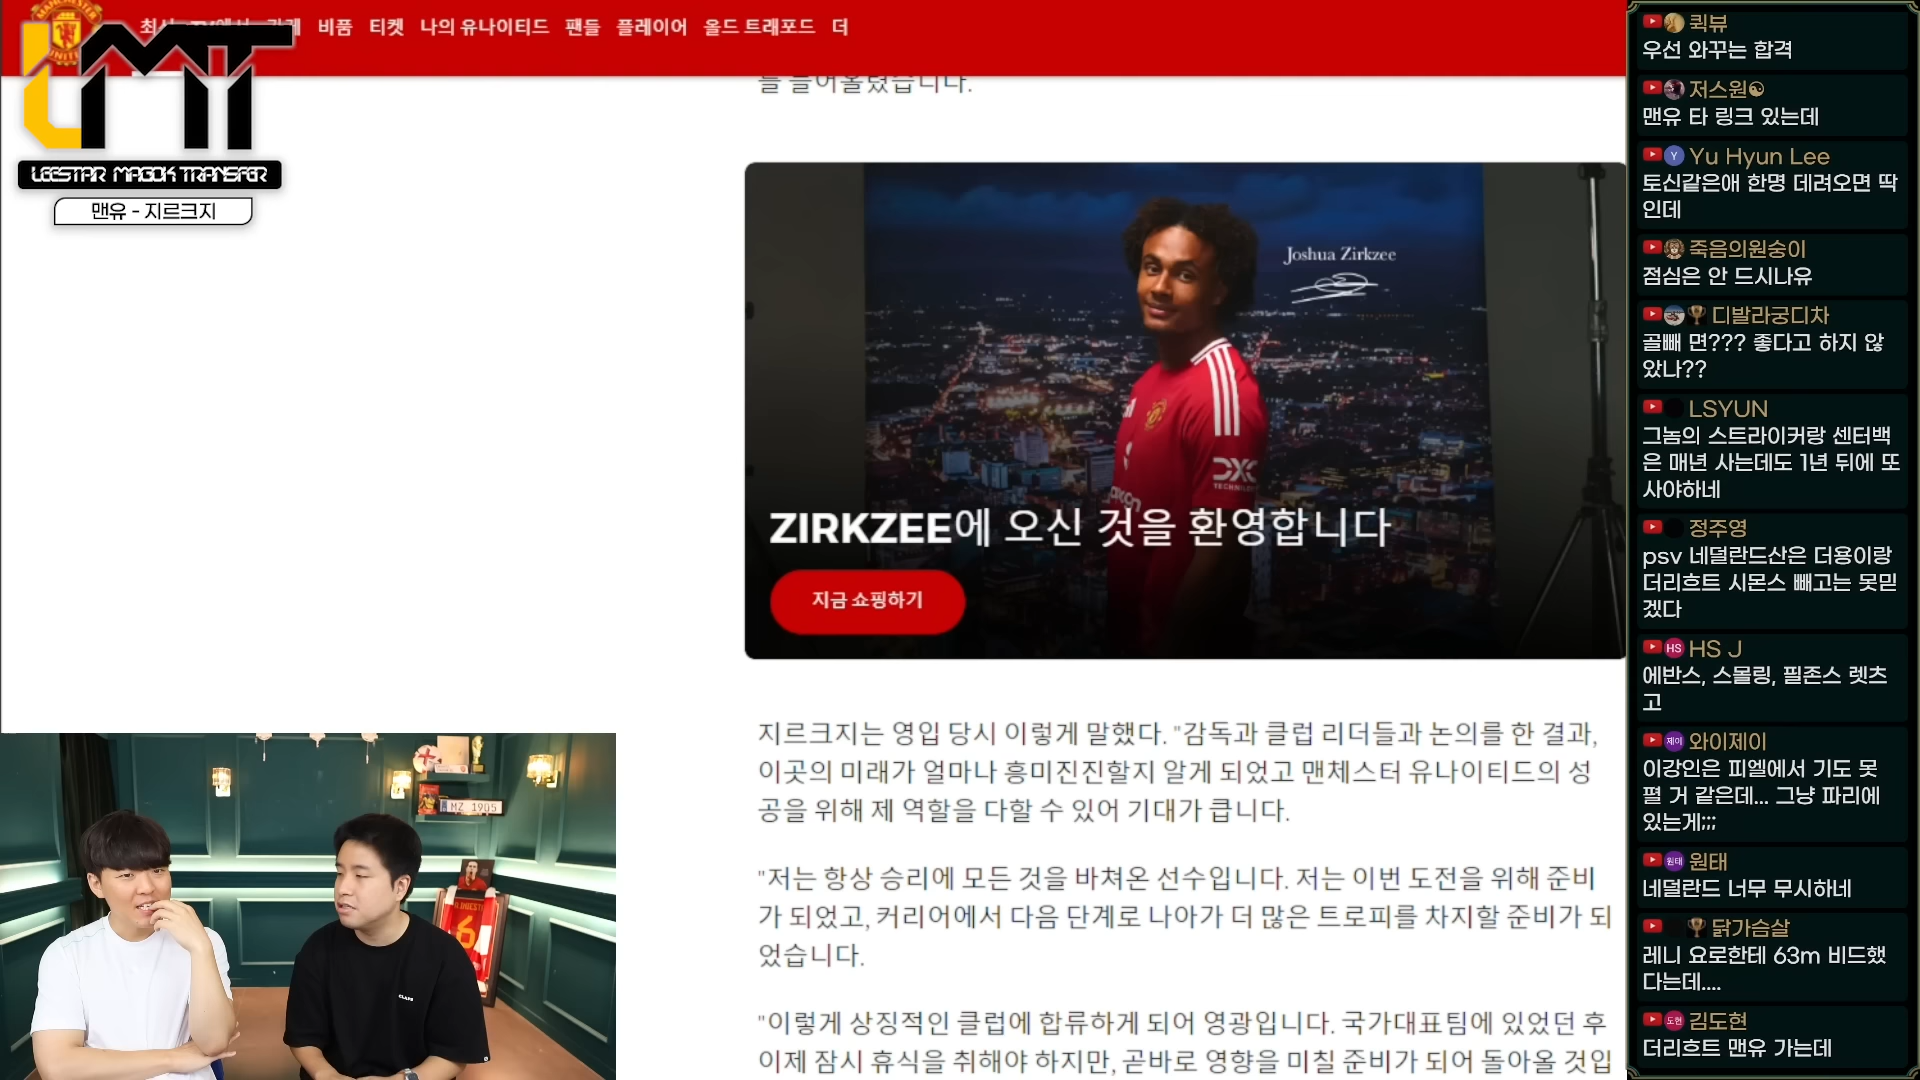 비품 티켓 나의 유나이티드 팬들 플레이어 올드 트래포드 더
LMT
LEESTAR MAGOK TRANSFER
맨유 - 지르크지
를 들어올렸습니다.
Joshua Zirkzee
DXC
TECHNOLOGY
ZIRKZEE에 오신 것을 환영합니다
지금 쇼핑하기
지르크지는 영입 당시 이렇게 말했다. "감독과 클럽 리더들과 논의를 한 결과,
이곳의 미래가 얼마나 흥미진진할지 알게 되었고 맨체스터 유나이티드의 성
공을 위해 제 역할을 다할 수 있어 기대가 큽니다.
"저는 항상 승리에 모든 것을 바쳐온 선수입니다. 저는 이번 도전을 위해 준비
가 되었고, 커리어에서 다음 단계로 나아가 더 많은 트로피를 차지할 준비가 되
었습니다.
"이렇게 상징적인 클럽에 합류하게 되어 영광입니다. 국가대표팀에 있었던 후
이제 잠시 휴식을 취해야 하지만, 곧바로 영향을 미칠 준비가 되어 돌아올 것입
MZ 1905
6
퀵뷰
우선 와꾸는 합격
저스원☯
맨유 타 링크 있는데
Y Yu Hyun Lee
토신같은애 한명 데려오면 딱
인데
죽음의원숭이
점심은 안 드시나유
디발라궁디차
골빼 면??? 좋다고 하지 않
았나??
LSYUN
그놈의 스트라이커랑 센터백
은 매년 사는데도 1년 뒤에 또
사야하네
정주영
psv 네덜란드산은 더용이랑
더리흐트 시몬스 빼고는 못믿
겠다
HS HS J
에반스, 스몰링, 필존스 렛츠
고
제이 와이제이
이강인은 피엘에서 기도 못
펼 거 같은데... 그냥 파리에
있는게;;;
원태 원태
네덜란드 너무 무시하네
닭가슴살
레니 요로한테 63m 비드했
다는데....
도현 김도현
더리흐트 맨유 가는데